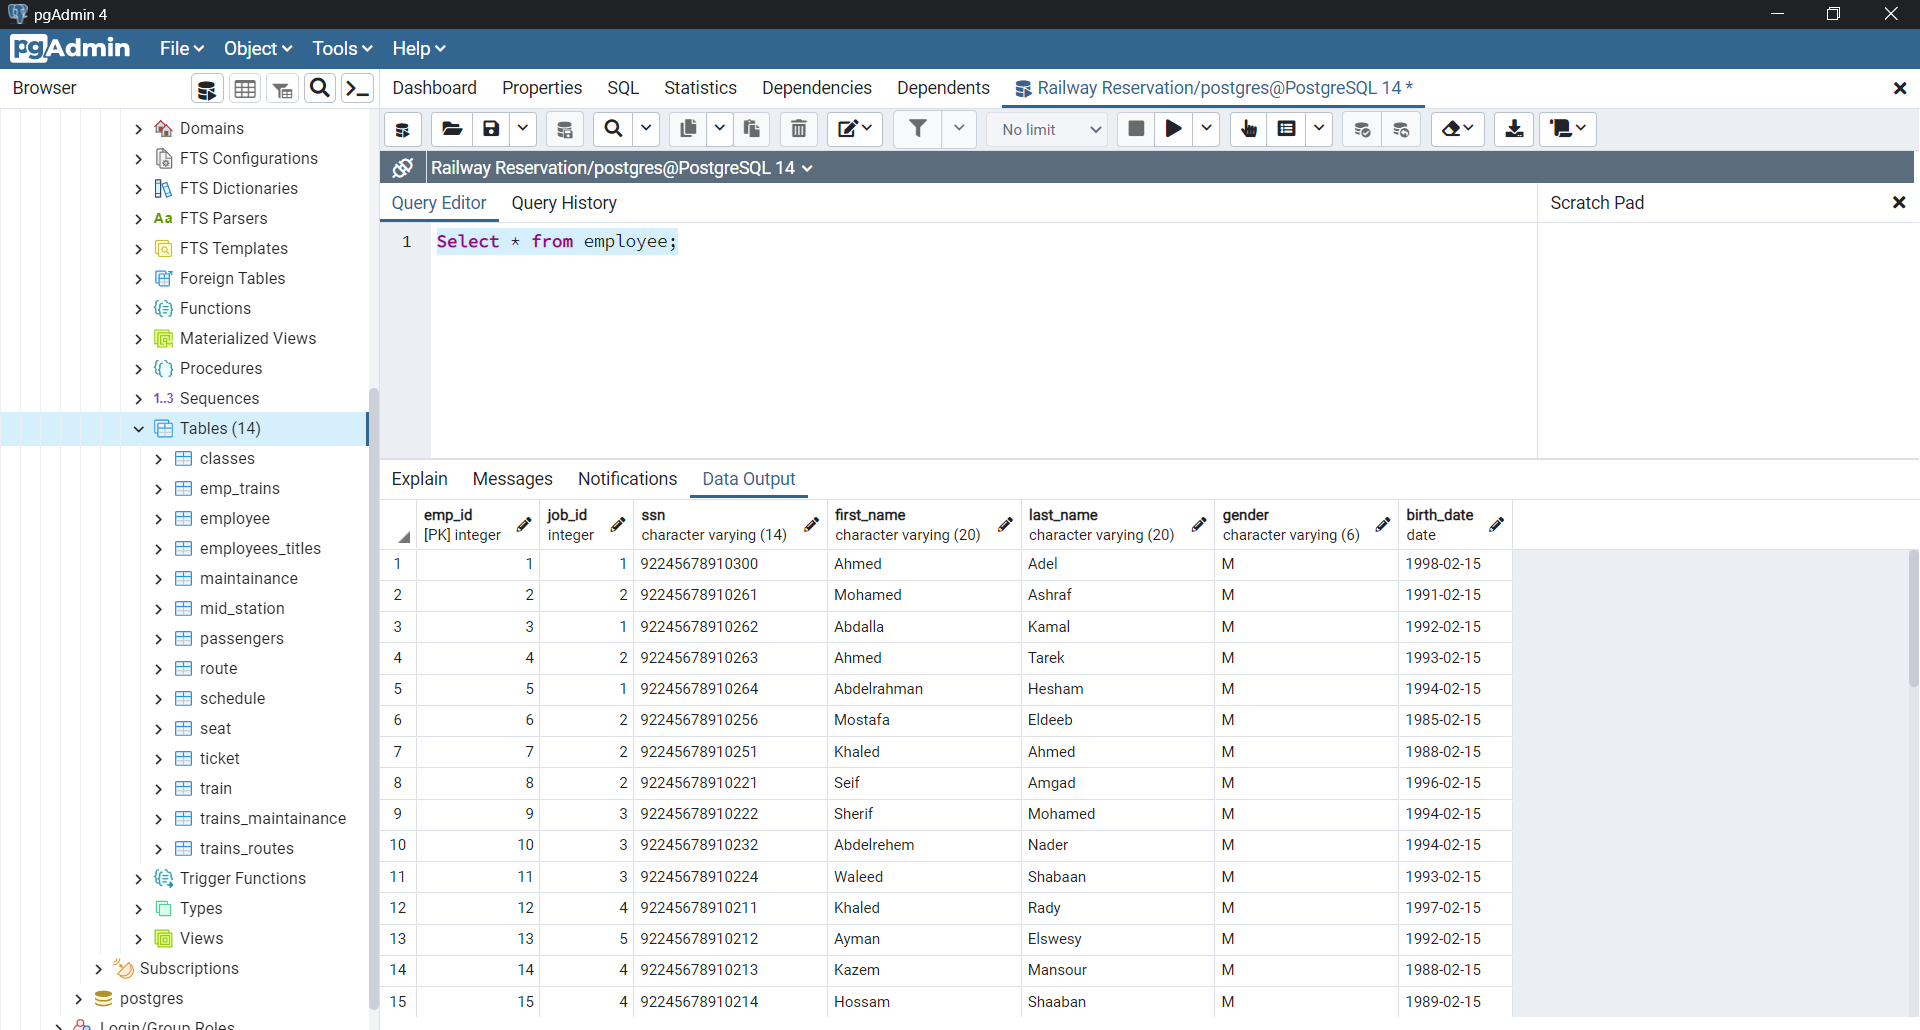 pgAdmin 4
pgAdmin File Object Tools Help
Browser
Dashboard Properties SQL Statistics Dependencies Dependents Railway Reservation/postgres@PostgreSQL 14 *
No limit
Railway Reservation/postgres@PostgreSQL 14
Query Editor Query History
Scratch Pad
1 Select * from employee;
Domains
FTS Configurations
FTS Dictionaries
Aa FTS Parsers
FTS Templates
Foreign Tables
Functions
Materialized Views
Procedures
1..3 Sequences
Tables (14)
classes
emp_trains
employee
employees_titles
maintainance
mid_station
passengers
route
schedule
seat
ticket
train
trains_maintainance
trains_routes
Trigger Functions
Types
Views
Subscriptions
postgres
Login/Group Roles
Explain Messages Notifications Data Output
emp_id job_id ssn first_name last_name gender birth_date
[PK] integer integer character varying (14) character varying (20) character varying (20) character varying (6) date
1 1 1 92245678910300 Ahmed Adel M 1998-02-15
2 2 2 92245678910261 Mohamed Ashraf M 1991-02-15
3 3 1 92245678910262 Abdalla Kamal M 1992-02-15
4 4 2 92245678910263 Ahmed Tarek M 1993-02-15
5 5 1 92245678910264 Abdelrahman Hesham M 1994-02-15
6 6 2 92245678910256 Mostafa Eldeeb M 1985-02-15
7 7 2 92245678910251 Khaled Ahmed M 1988-02-15
8 8 2 92245678910221 Seif Amgad M 1996-02-15
9 9 3 92245678910222 Sherif Mohamed M 1994-02-15
10 10 3 92245678910232 Abdelrehem Nader M 1994-02-15
11 11 3 92245678910224 Waleed Shabaan M 1993-02-15
12 12 4 92245678910211 Khaled Rady M 1997-02-15
13 13 5 92245678910212 Ayman Elswesy M 1992-02-15
14 14 4 92245678910213 Kazem Mansour M 1988-02-15
15 15 4 92245678910214 Hossam Shaaban M 1989-02-15